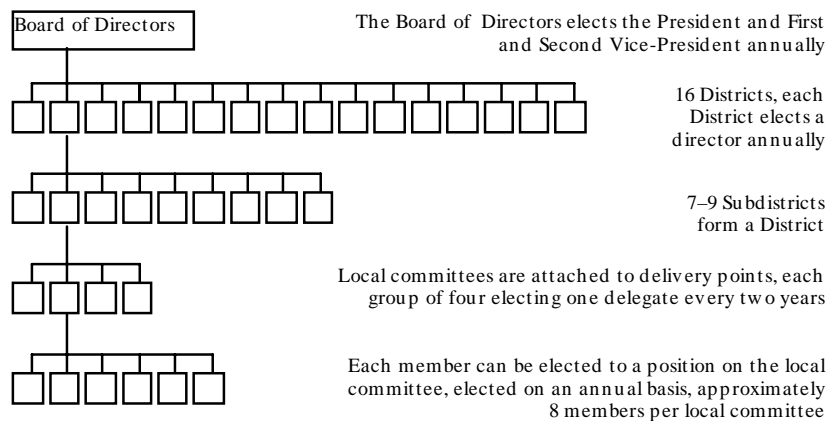 Board of Directors
The Board of Directors elects the President and First
and Second Vice-President annually
16 Districts, each
District elects a
director annually
7–9 Subdistricts
form a District
Local committees are attached to delivery points, each
group of four electing one delegate every two years
Each member can be elected to a position on the local
committee, elected on an annual basis, approximately
8 members per local committee